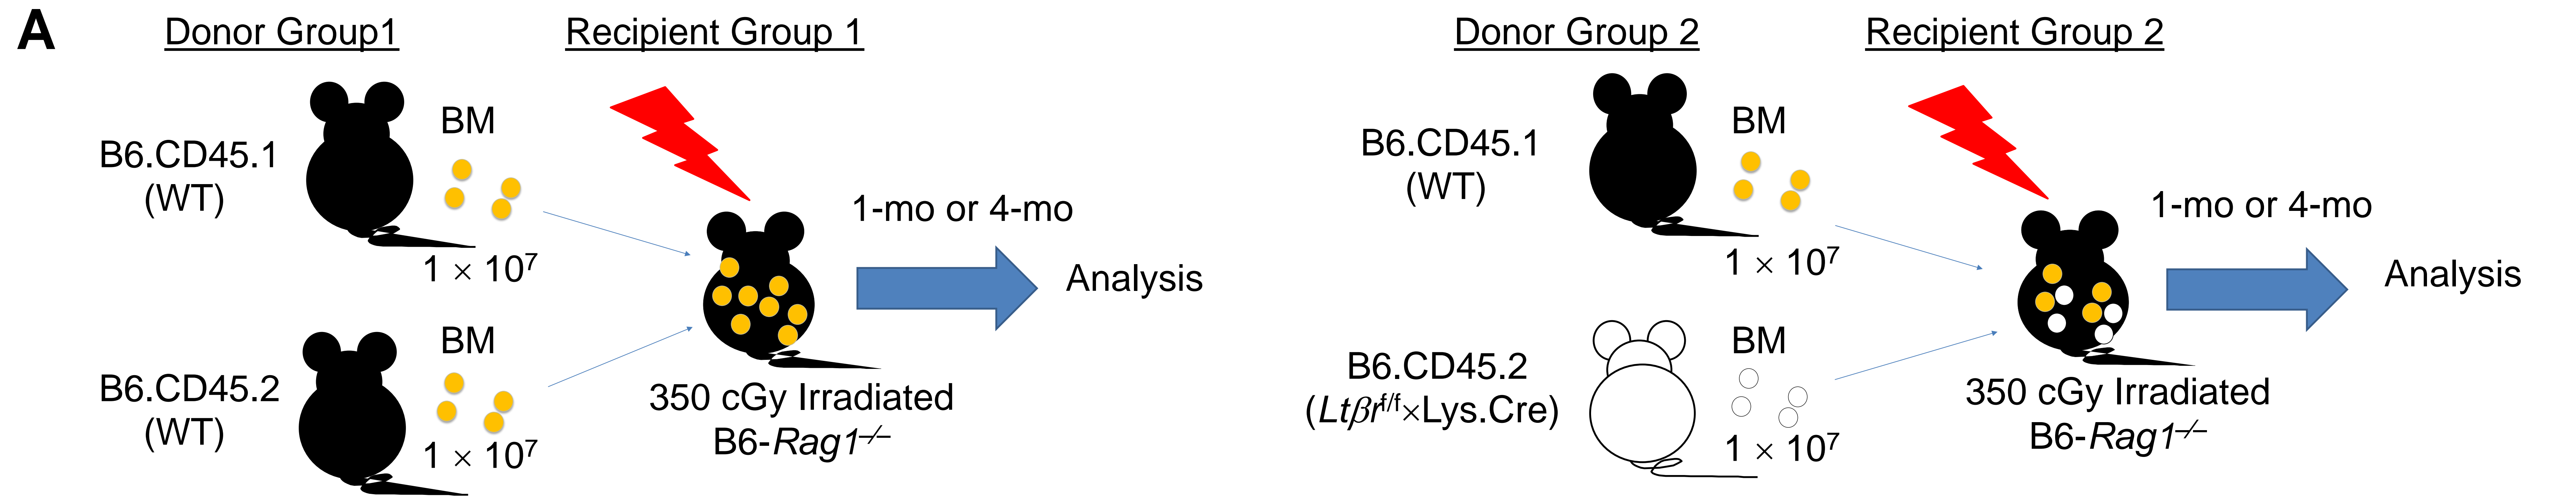 A
Donor Group1
Recipient Group 1
B6.CD45.1
(WT)
BM
1 × 10⁷
B6.CD45.2
(WT)
BM
1 × 10⁷
350 cGy Irradiated
B6-Rag1⁻/⁻
1-mo or 4-mo
Analysis
Donor Group 2
Recipient Group 2
B6.CD45.1
(WT)
BM
1 × 10⁷
B6.CD45.2
(Ltβrᶠ/ᶠ×Lys.Cre)
BM
1 × 10⁷
350 cGy Irradiated
B6-Rag1⁻/⁻
1-mo or 4-mo
Analysis